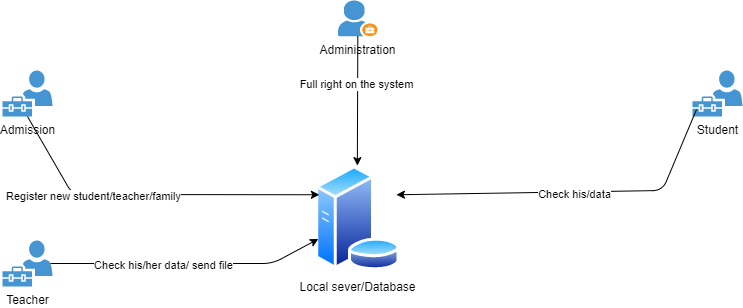 Administration
Full right on the system
Admission
Student
Register new student/teacher/family
Check his/data
Check his/her data/ send file
Local sever/Database
Teacher